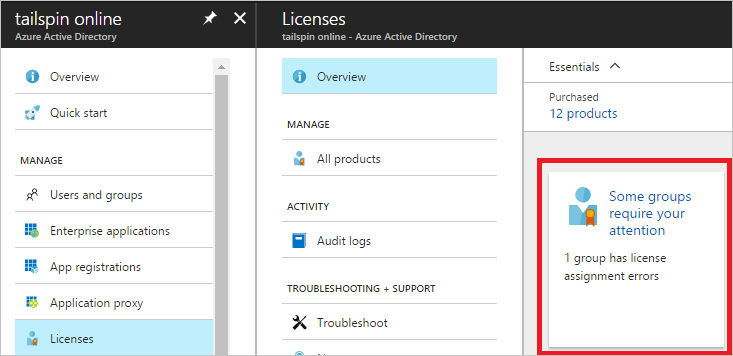 tailspin online
Azure Active Directory
Overview
Quick start
MANAGE
Users and groups
Enterprise applications
App registrations
Application proxy
Licenses
Licenses
tailspin online - Azure Active Directory
Overview
MANAGE
All products
ACTIVITY
Audit logs
TROUBLESHOOTING + SUPPORT
Troubleshoot
Essentials
Purchased
12 products
Some groups
require your
attention
1 group has license
assignment errors